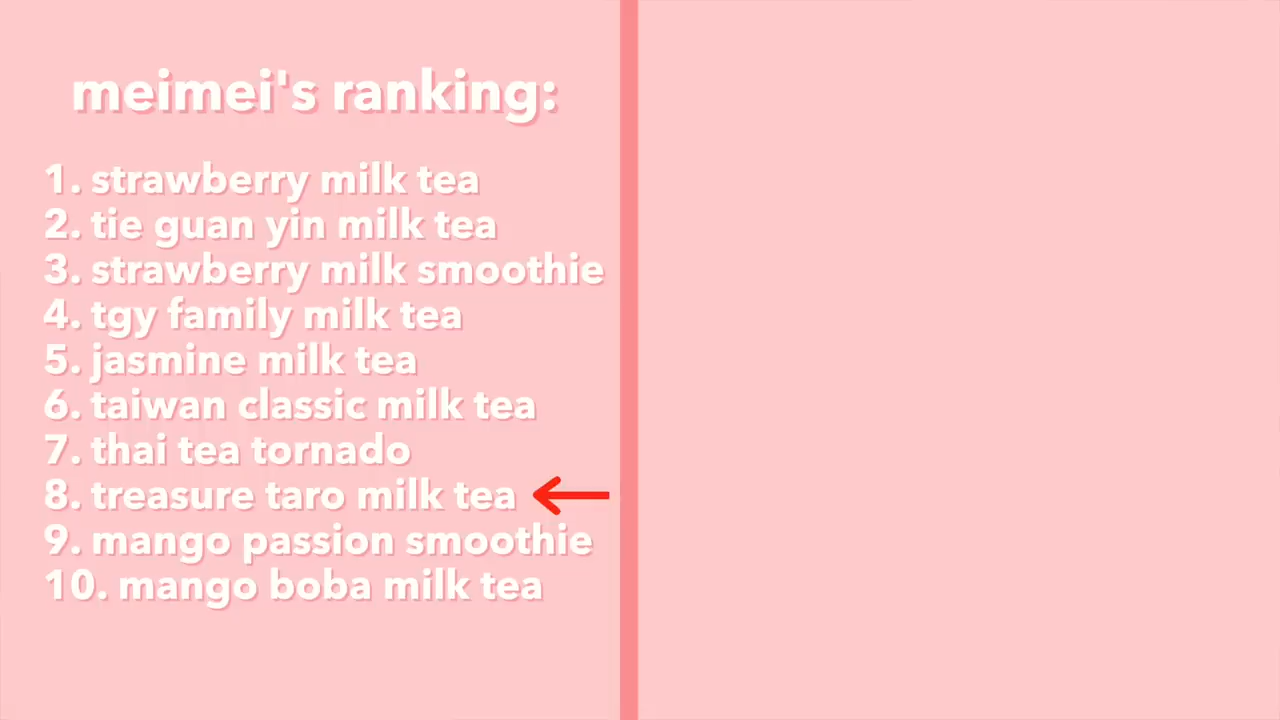 meimei's ranking:
1. strawberry milk tea
2. tie guan yin milk tea
3. strawberry milk smoothie
4. tgy family milk tea
5. jasmine milk tea
6. taiwan classic milk tea
7. thai tea tornado
8. treasure taro milk tea
9. mango passion smoothie
10. mango boba milk tea